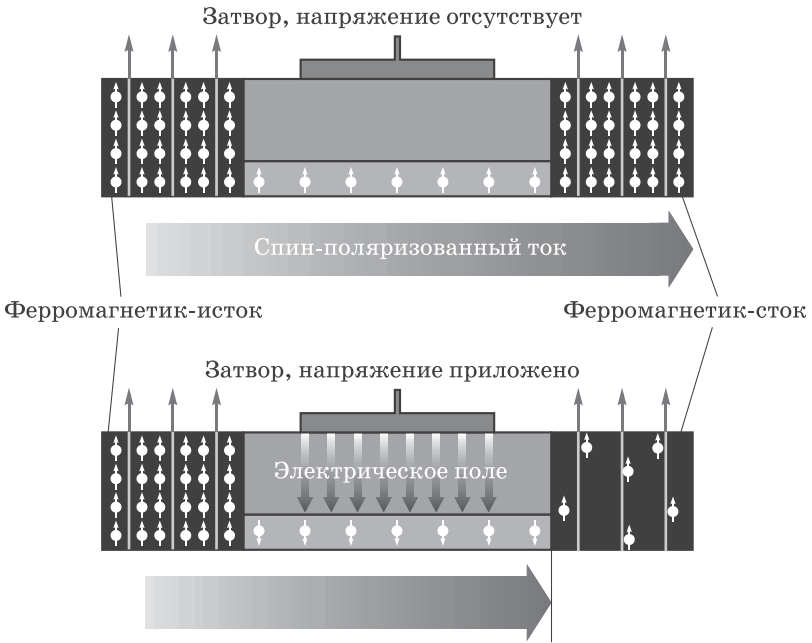 Затвор, напряжение отсутствует
Спин-поляризованный ток
Ферромагнетик-исток
Ферромагнетик-сток
Затвор, напряжение приложено
Электрическое поле